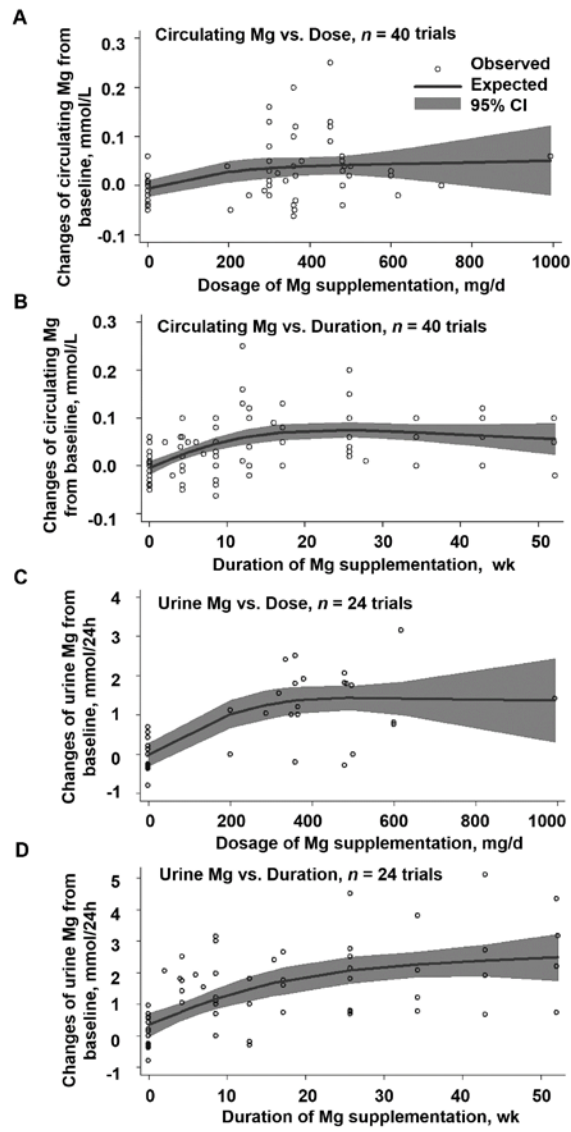 A
Circulating Mg vs. Dose, n = 40 trials
Observed
Expected
95% CI
Changes of circulating Mg from
baseline, mmol/L
0.3
0.2
0.1
0.0
-0.1
0 200 400 600 800 1000
Dosage of Mg supplementation, mg/d
B
Circulating Mg vs. Duration, n = 40 trials
Changes of circulating Mg
from baseline, mmol/L
0.3
0.2
0.1
0.0
-0.1
0 10 20 30 40 50
Duration of Mg supplementation, wk
C
Urine Mg vs. Dose, n = 24 trials
Changes of urine Mg from
baseline, mmol/24h
4
3
2
1
0
-1
0 200 400 600 800 1000
Dosage of Mg supplementation, mg/d
D
Urine Mg vs. Duration, n = 24 trials
Changes of urine Mg from
baseline, mmol/24h
5
4
3
2
1
0
-1
0 10 20 30 40 50
Duration of Mg supplementation, wk